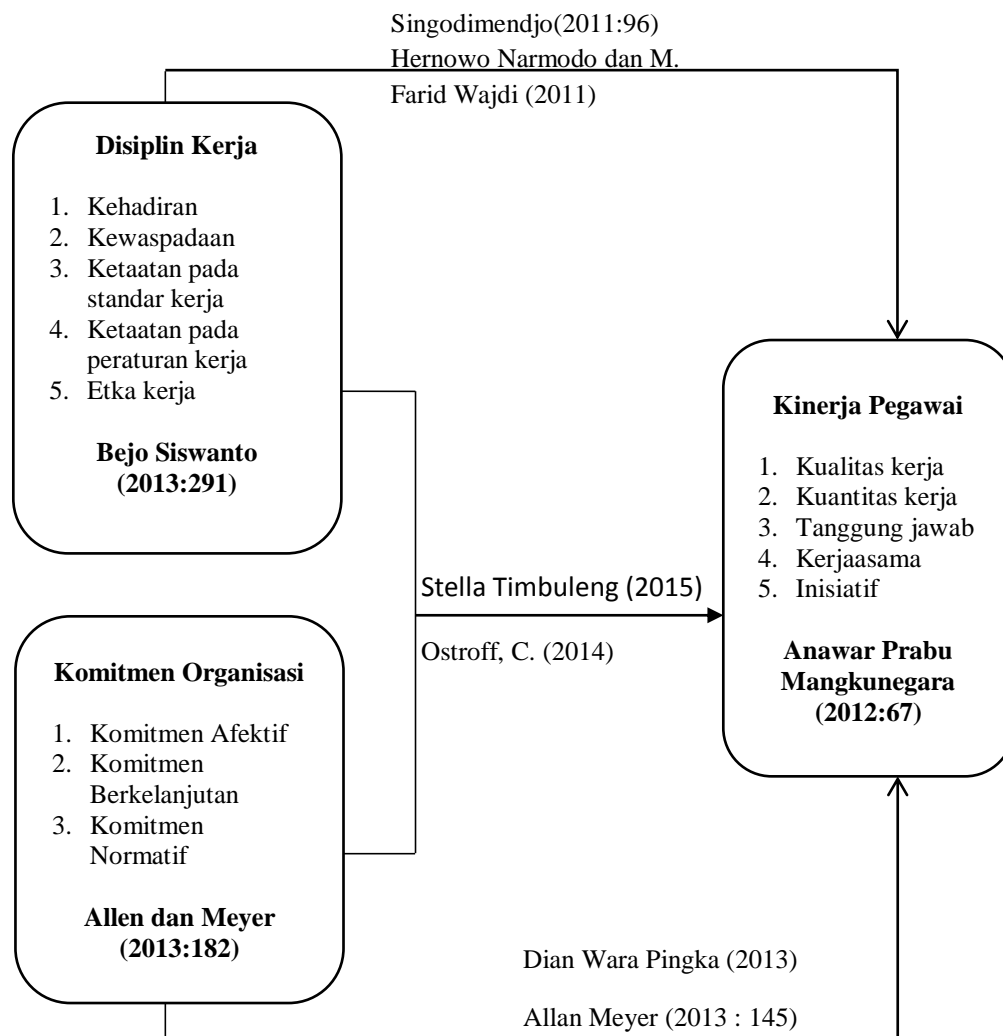 Singodimendjo(2011:96)
Hernowo Narmodo dan M.
Farid Wajdi (2011)
Disiplin Kerja
1. Kehadiran
2. Kewaspadaan
3. Ketaatan pada
standar kerja
4. Ketaatan pada
peraturan kerja
5. Etka kerja
Bejo Siswanto
(2013:291)
Kinerja Pegawai
1. Kualitas kerja
2. Kuantitas kerja
3. Tanggung jawab
4. Kerjaasama
5. Inisiatif
Anawar Prabu
Mangkunegara
(2012:67)
Stella Timbuleng (2015)
Ostroff, C. (2014)
Komitmen Organisasi
1. Komitmen Afektif
2. Komitmen
Berkelanjutan
3. Komitmen
Normatif
Allen dan Meyer
(2013:182)
Dian Wara Pingka (2013)
Allan Meyer (2013 : 145)